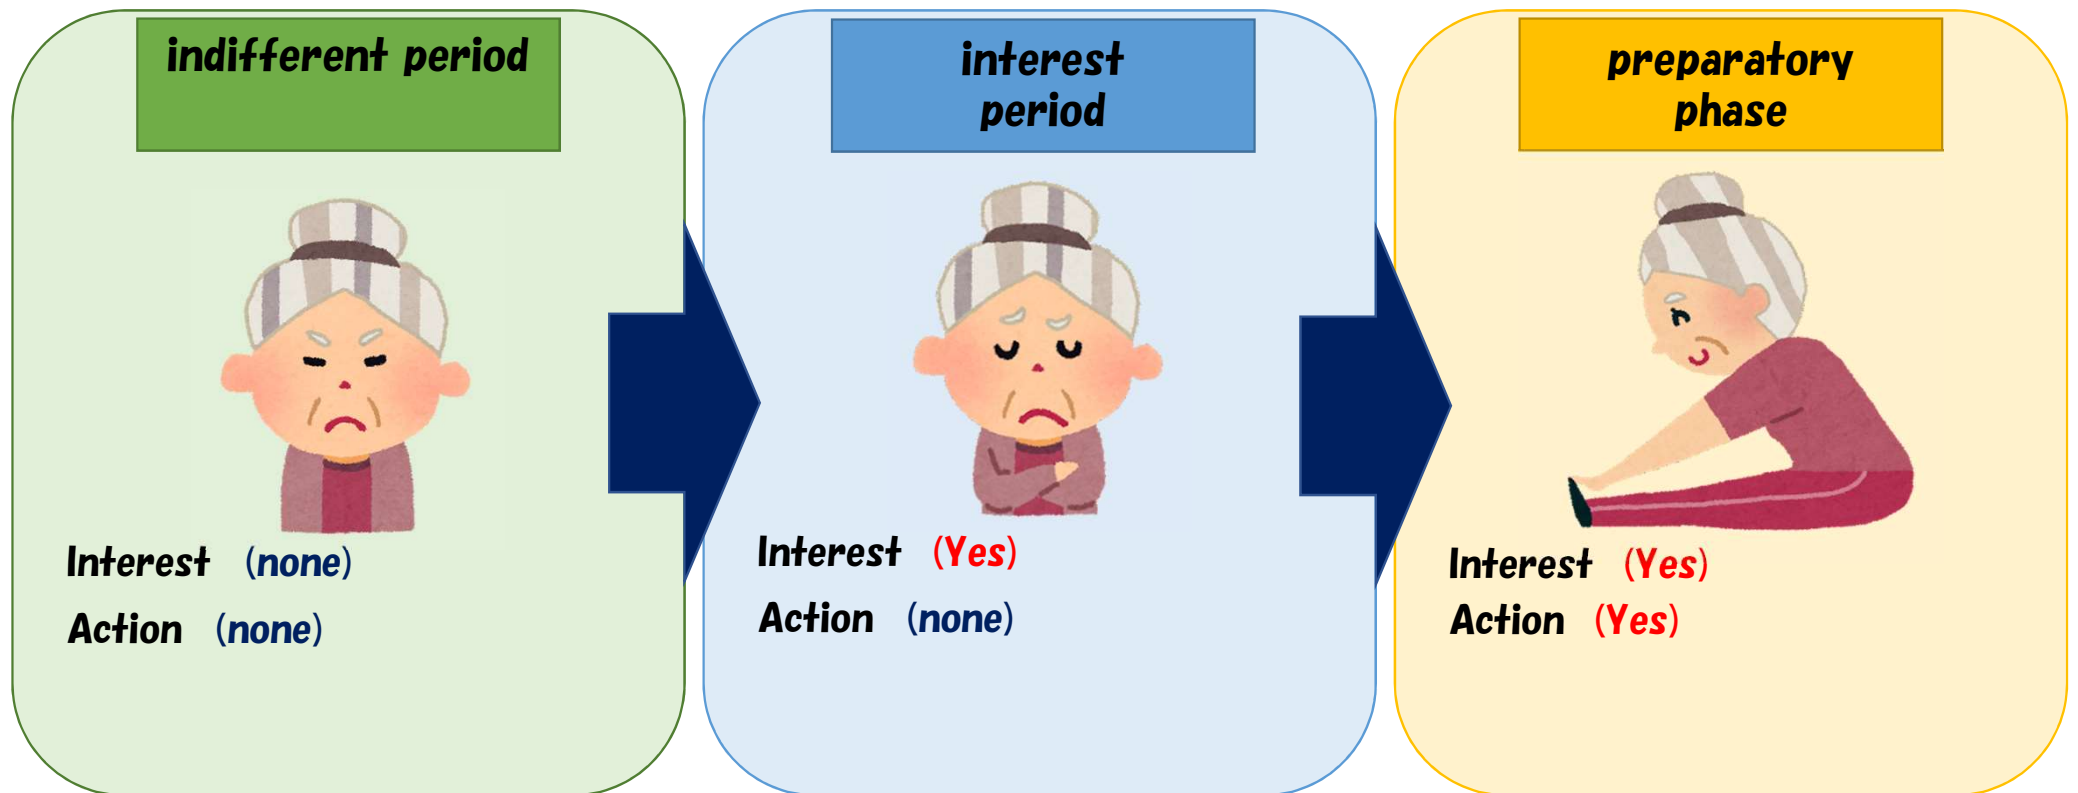 indifferent period
Interest (none)
Action (none)
interest
period
Interest (Yes)
Action (none)
preparatory
phase
Interest (Yes)
Action (Yes)